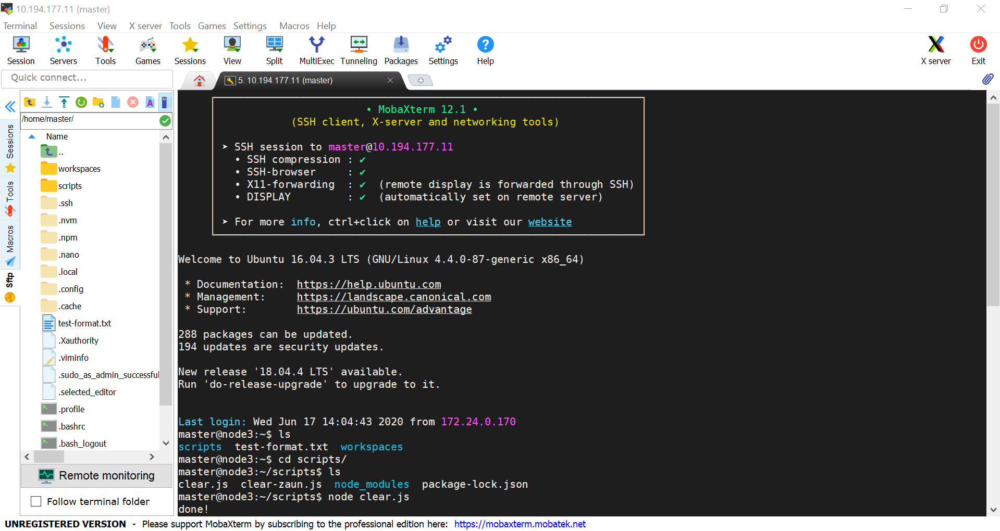 10.194.177.11 (master)
Terminal Sessions View X server Tools Games Settings Macros Help
Session Servers Tools Games Sessions View Split MultiExec Tunneling Packages Settings Help X server Exit
Quick connect...
5. 10.194.177.11 (master)
/home/master/
Name
..
workspaces
scripts
.ssh
.nvm
.npm
.nano
.local
.config
.cache
test-format.txt
.Xauthority
.viminfo
.sudo_as_admin_successful
.selected_editor
.profile
.bashrc
.bash_logout
Remote monitoring
Follow terminal folder
Sessions
Tools
Macros
Sftp
• MobaXterm 12.1 •
(SSH client, X-server and networking tools)
➤ SSH session to master@10.194.177.11
• SSH compression : ✔
• SSH-browser : ✔
• X11-forwarding : ✔ (remote display is forwarded through SSH)
• DISPLAY : ✔ (automatically set on remote server)
➤ For more info, ctrl+click on help or visit our website
Welcome to Ubuntu 16.04.3 LTS (GNU/Linux 4.4.0-87-generic x86_64)
* Documentation: https://help.ubuntu.com
* Management: https://landscape.canonical.com
* Support: https://ubuntu.com/advantage
288 packages can be updated.
194 updates are security updates.
New release '18.04.4 LTS' available.
Run 'do-release-upgrade' to upgrade to it.
Last login: Wed Jun 17 14:04:43 2020 from 172.24.0.170
master@node3:~$ ls
scripts test-format.txt workspaces
master@node3:~$ cd scripts/
master@node3:~/scripts$ ls
clear.js clear-zaun.js node_modules package-lock.json
master@node3:~/scripts$ node clear.js
done!
UNREGISTERED VERSION - Please support MobaXterm by subscribing to the professional edition here: https://mobaxterm.mobatek.net